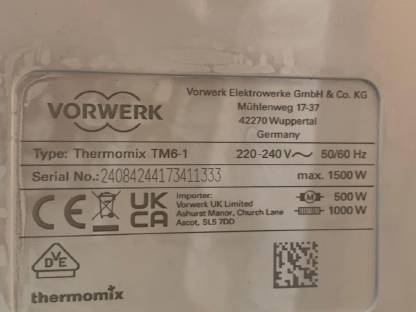 VORWERK
Vorwerk Elektrowerke GmbH & Co. KG
Mühlenweg 17-37
42270 Wuppertal
Germany
Type: Thermomix TM6-1 220-240 V~ 50/60 Hz
Serial No.: 24084244173411333 max. 1500 W
CE UK CA
Importer:
Vorwerk UK Limited
Ashurst Manor, Church Lane
Ascot, SL5 7DD
M 500 W
1000 W
DVE
thermomix